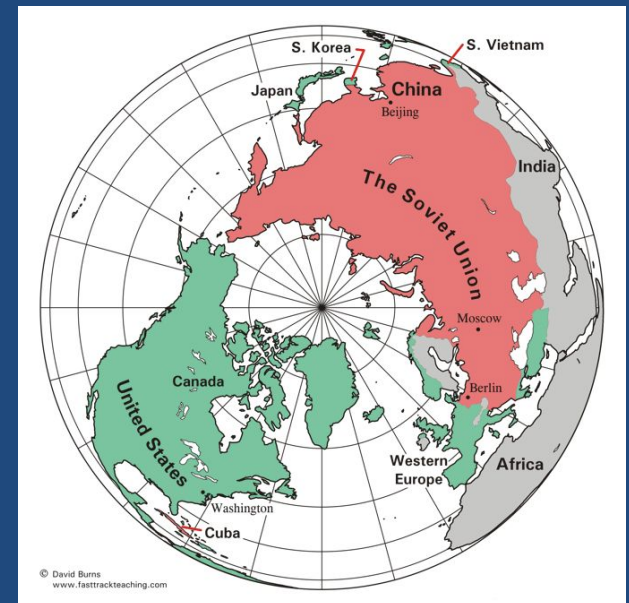 S. Korea
S. Vietnam
Japan
China
Beijing
India
The Soviet Union
Moscow
Canada
Berlin
United States
Western
Europe
Africa
Washington
Cuba
© David Burns
www.fasttrackteaching.com